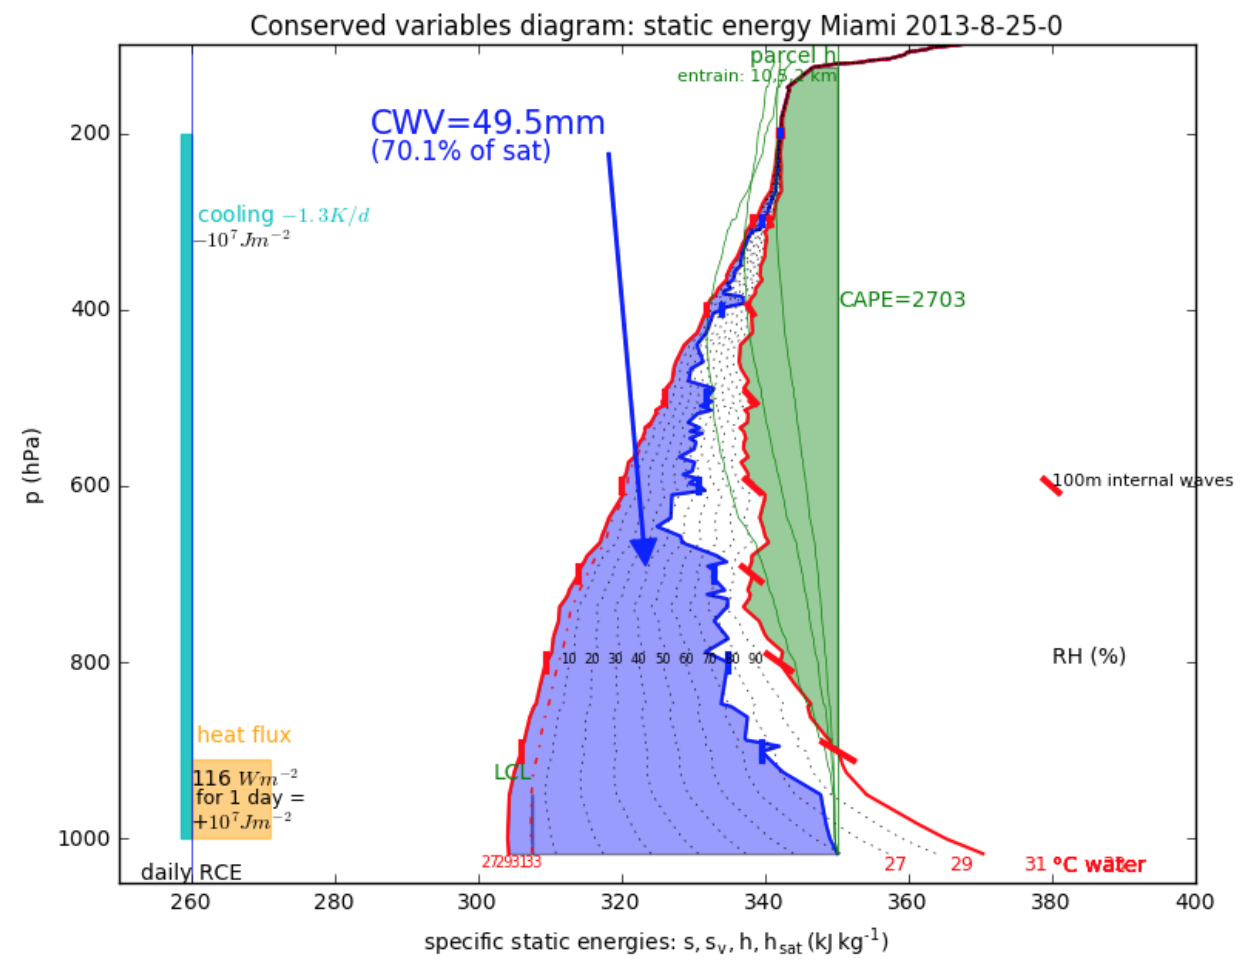 Conserved variables diagram: static energy Miami 2013-8-25-0
parcel h
entrain: 10,5,2 km
CWV=49.5mm
(70.1% of sat)
200
cooling −1.3K/d
−10⁷Jm⁻²
CAPE=2703
400
p (hPa)
600
100m internal waves
800
10 20 30 40 50 60 70 80 90
RH (%)
heat flux
LCL
116 Wm⁻²
for 1 day =
+10⁷Jm⁻²
1000
27 29 31 33
27 29 31 °C water
daily RCE
260 280 300 320 340 360 380 400
specific static energies: s, sᵥ, h, hsat (kJ kg⁻¹)